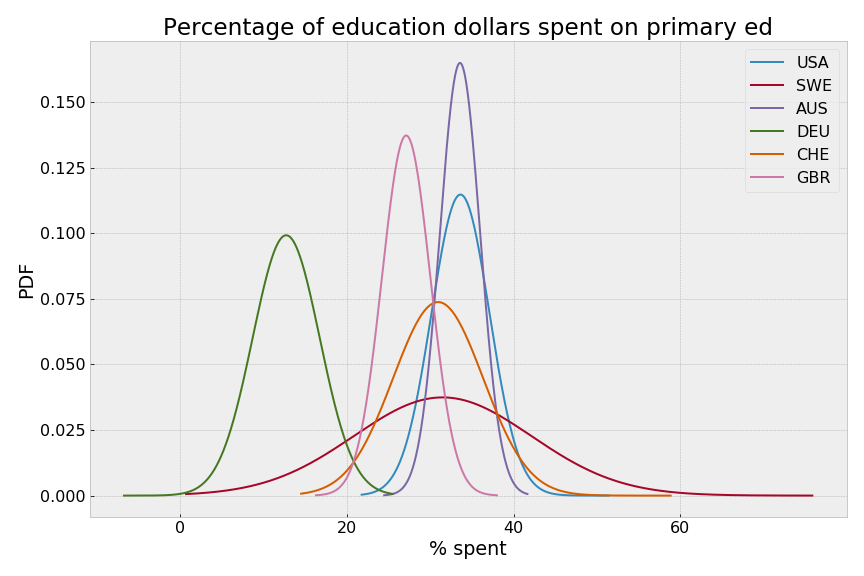 Percentage of education dollars spent on primary ed
USA
SWE
AUS
DEU
CHE
GBR
0.150
0.125
0.100
0.075
0.050
0.025
0.000
PDF
0 20 40 60
% spent